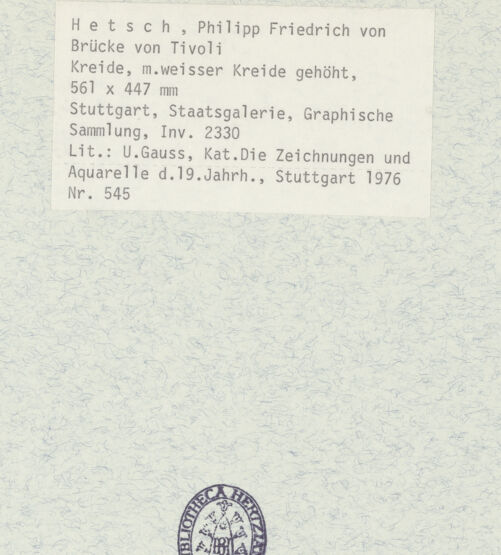 H e t s c h , Philipp Friedrich von
Brücke von Tivoli
Kreide, m.weisser Kreide gehöht,
561 x 447 mm
Stuttgart, Staatsgalerie, Graphische
Sammlung, Inv. 2330
Lit.: U.Gauss, Kat.Die Zeichnungen und
Aquarelle d.19.Jahrh., Stuttgart 1976
Nr. 545
BIBLIOTHECA